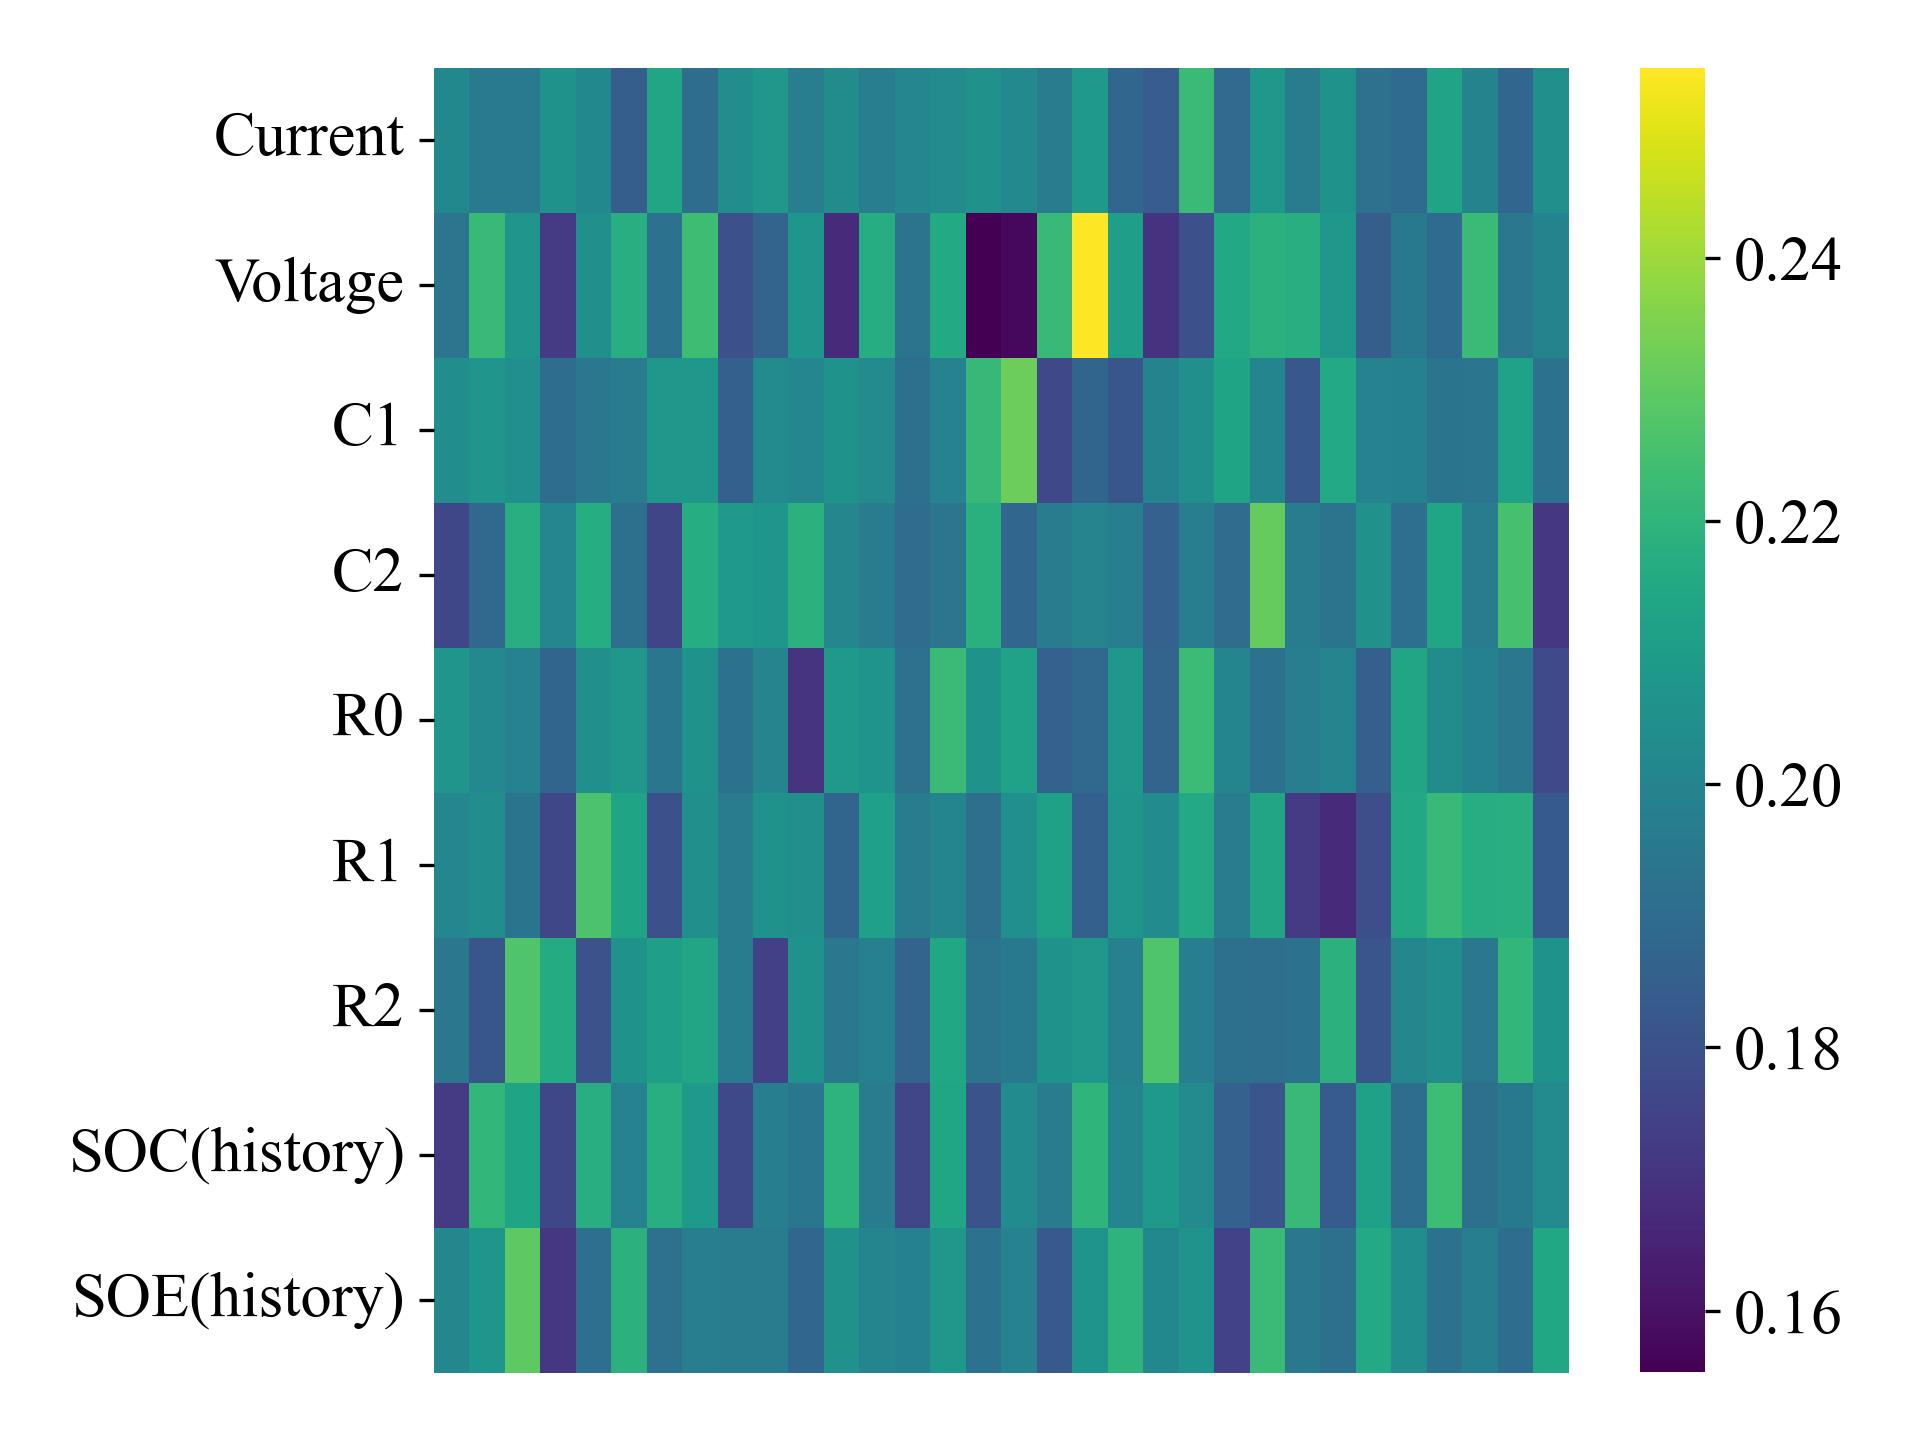 Current
Voltage
C1
C2
R0
R1
R2
SOC(history)
SOE(history)
0.24
0.22
0.20
0.18
0.16